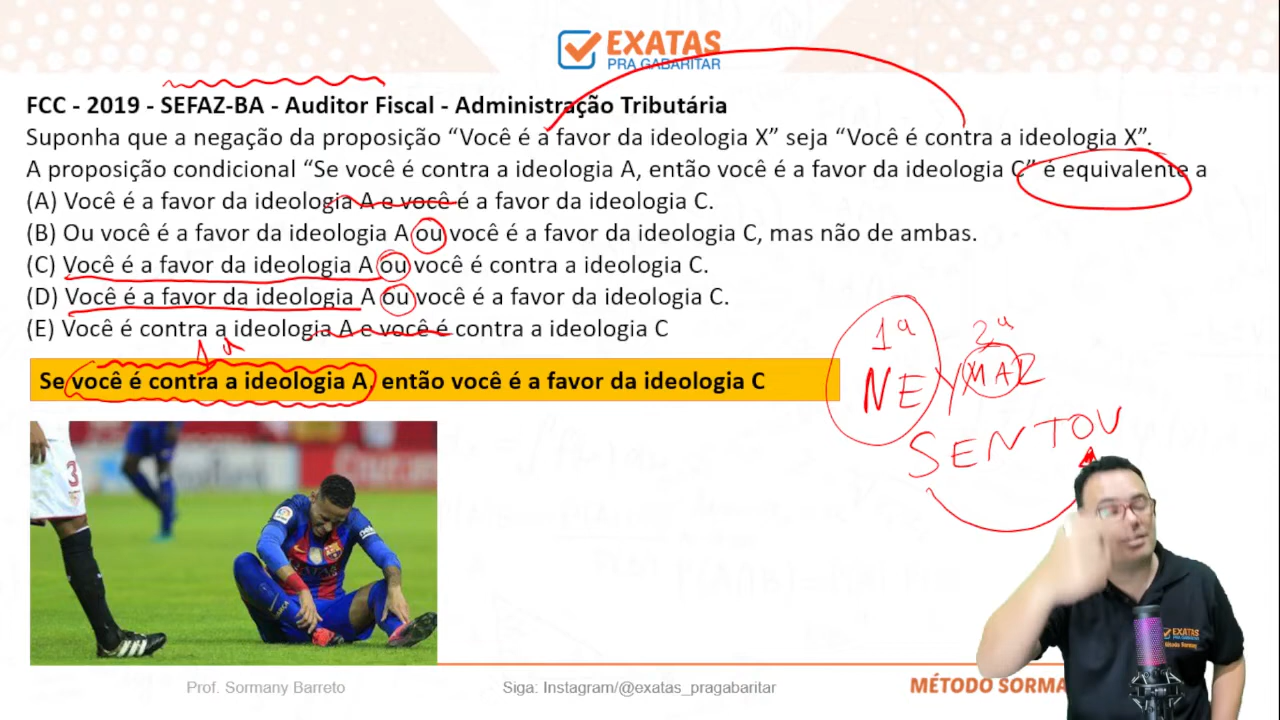 EXATAS
PRA GABARITAR
FCC - 2019 - SEFAZ-BA - Auditor Fiscal - Administração Tributária
Suponha que a negação da proposição “Você é a favor da ideologia X” seja “Você é contra a ideologia X”.
A proposição condicional “Se você é contra a ideologia A, então você é a favor da ideologia C” é equivalente a
(A) Você é a favor da ideologia A e você é a favor da ideologia C.
(B) Ou você é a favor da ideologia A ou você é a favor da ideologia C, mas não de ambas.
(C) Você é a favor da ideologia A ou você é contra a ideologia C.
(D) Você é a favor da ideologia A ou você é a favor da ideologia C.
(E) Você é contra a ideologia A e você é contra a ideologia C
1ª
Se você é contra a ideologia A, então você é a favor da ideologia C
1ª 2ª
NEYMAR
SENTOU
3
EXATAS
PRA GABARITAR
Prof. Sormany Barreto
Siga: Instagram/@exatas_pragabaritar
MÉTODO SORMA